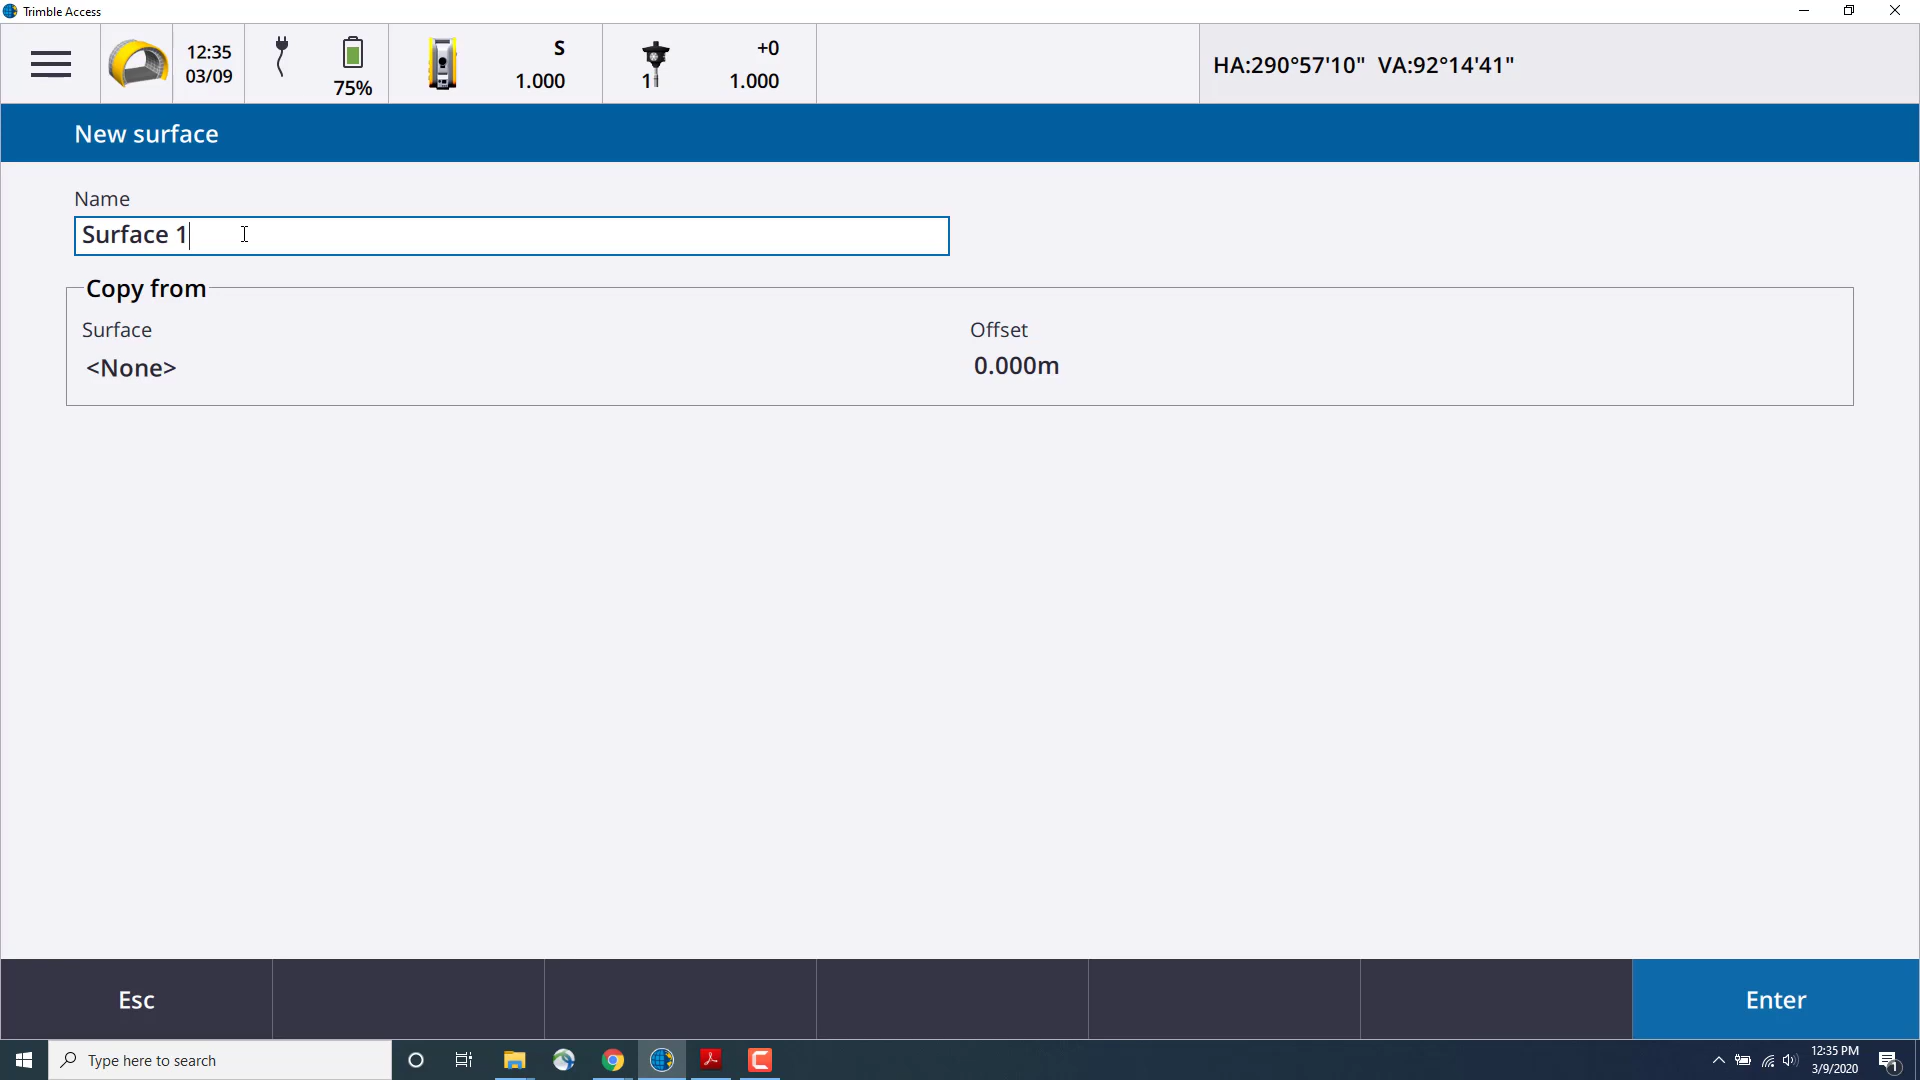 Trimble Access
12:35
03/09
75%
S
1.000
1
+0
1.000
HA:290°57'10" VA:92°14'41"
New surface
Name
Surface 1
Copy from
Surface
<None>
Offset
0.000m
Esc
Enter
Type here to search
12:35 PM
3/9/2020
1